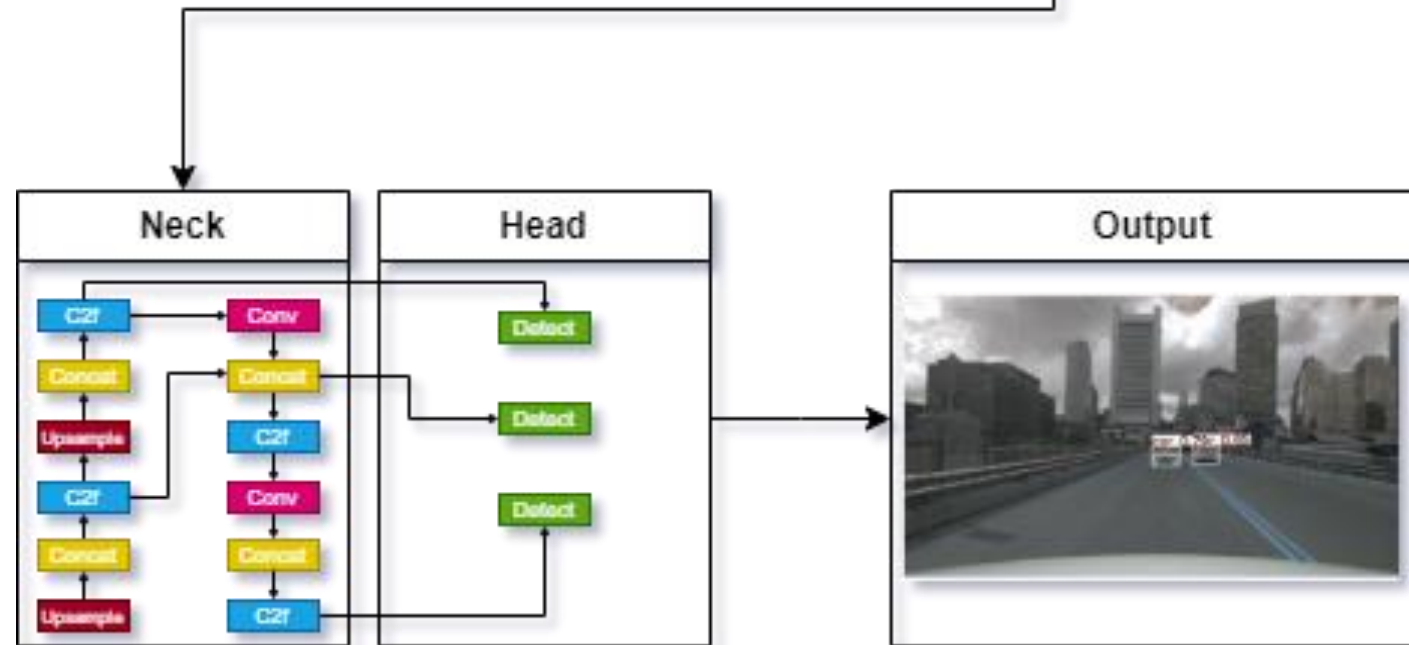 Neck
Head
Output
C2f
Concat
Upsample
C2f
Concat
Upsample
Conv
Concat
C2f
Conv
Concat
C2f
Detect
Detect
Detect